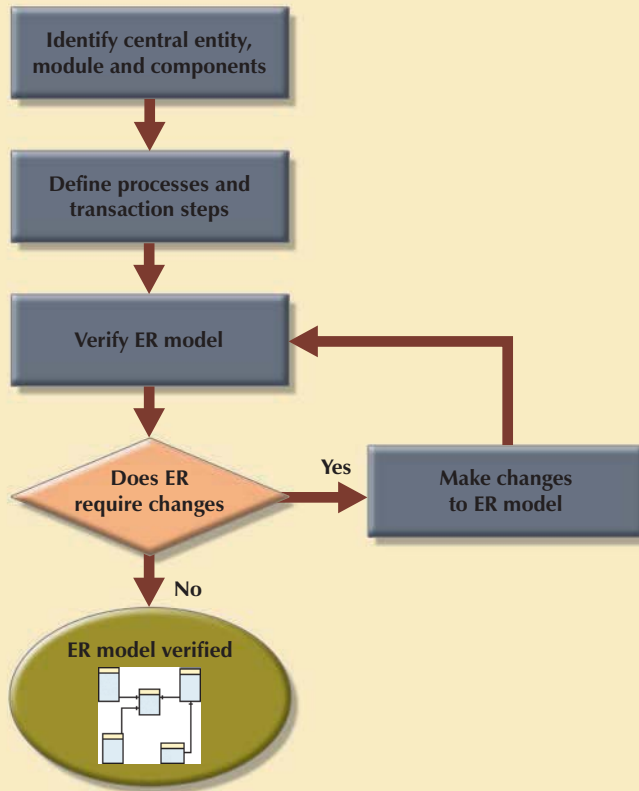 Identify central entity,
module and components
Define processes and
transaction steps
Verify ER model
Does ER
require changes
Yes
Make changes
to ER model
No
ER model verified